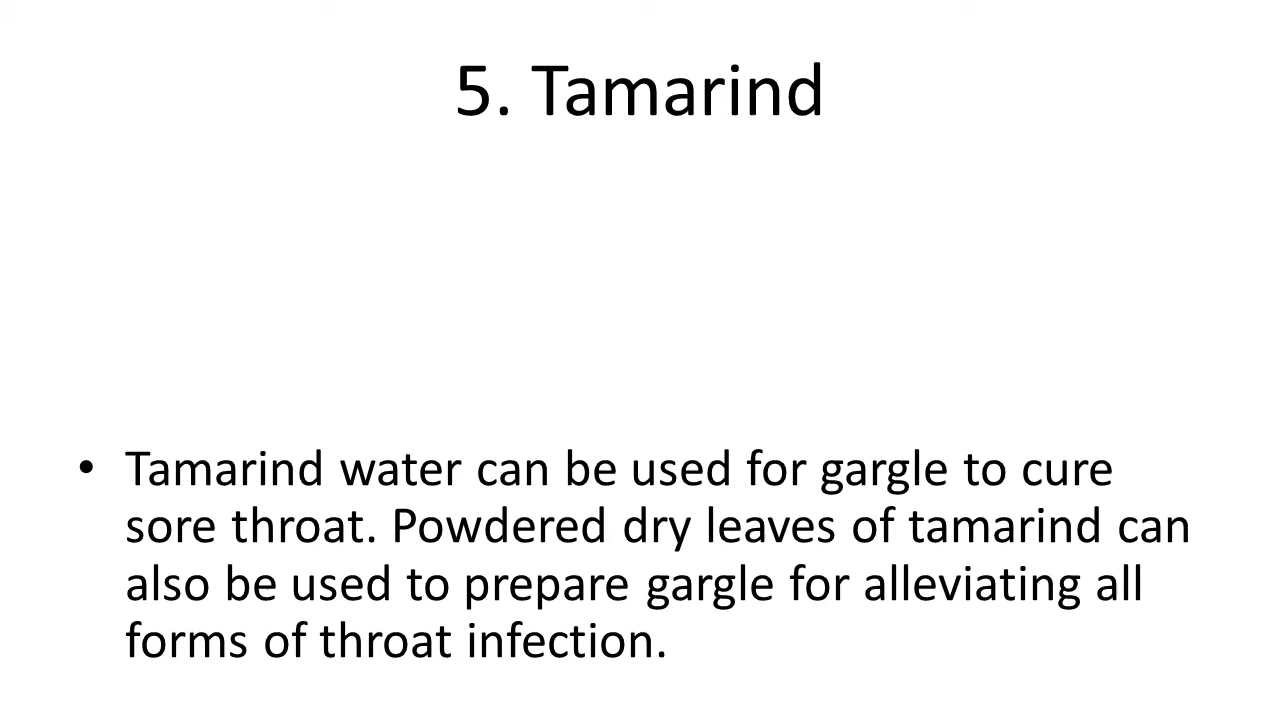 5. Tamarind
• Tamarind water can be used for gargle to cure
sore throat. Powdered dry leaves of tamarind can
also be used to prepare gargle for alleviating all
forms of throat infection.